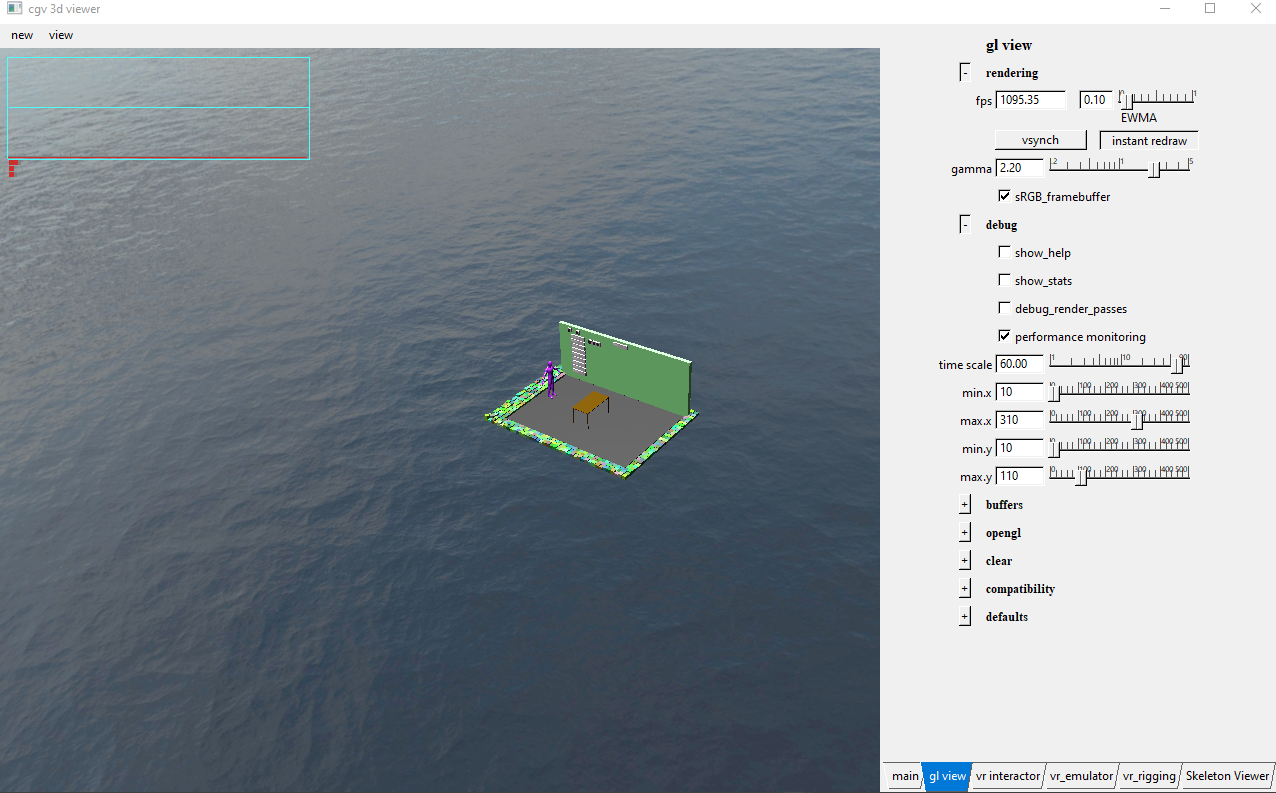 cgv 3d viewer
new view
gl view
- rendering
fps 1095.35 0.10 0 1
EWMA
vsynch instant redraw
gamma 2.20 .2 1 5
sRGB_framebuffer
- debug
show_help
show_stats
debug_render_passes
performance monitoring
time scale 60.00 1 10 90
min.x 10 0 100 200 300 400 500
max.x 310 0 100 200 300 400 500
min.y 10 0 100 200 300 400 500
max.y 110 0 100 200 300 400 500
+ buffers
+ opengl
+ clear
+ compatibility
+ defaults
main gl view vr interactor vr_emulator vr_rigging Skeleton Viewer